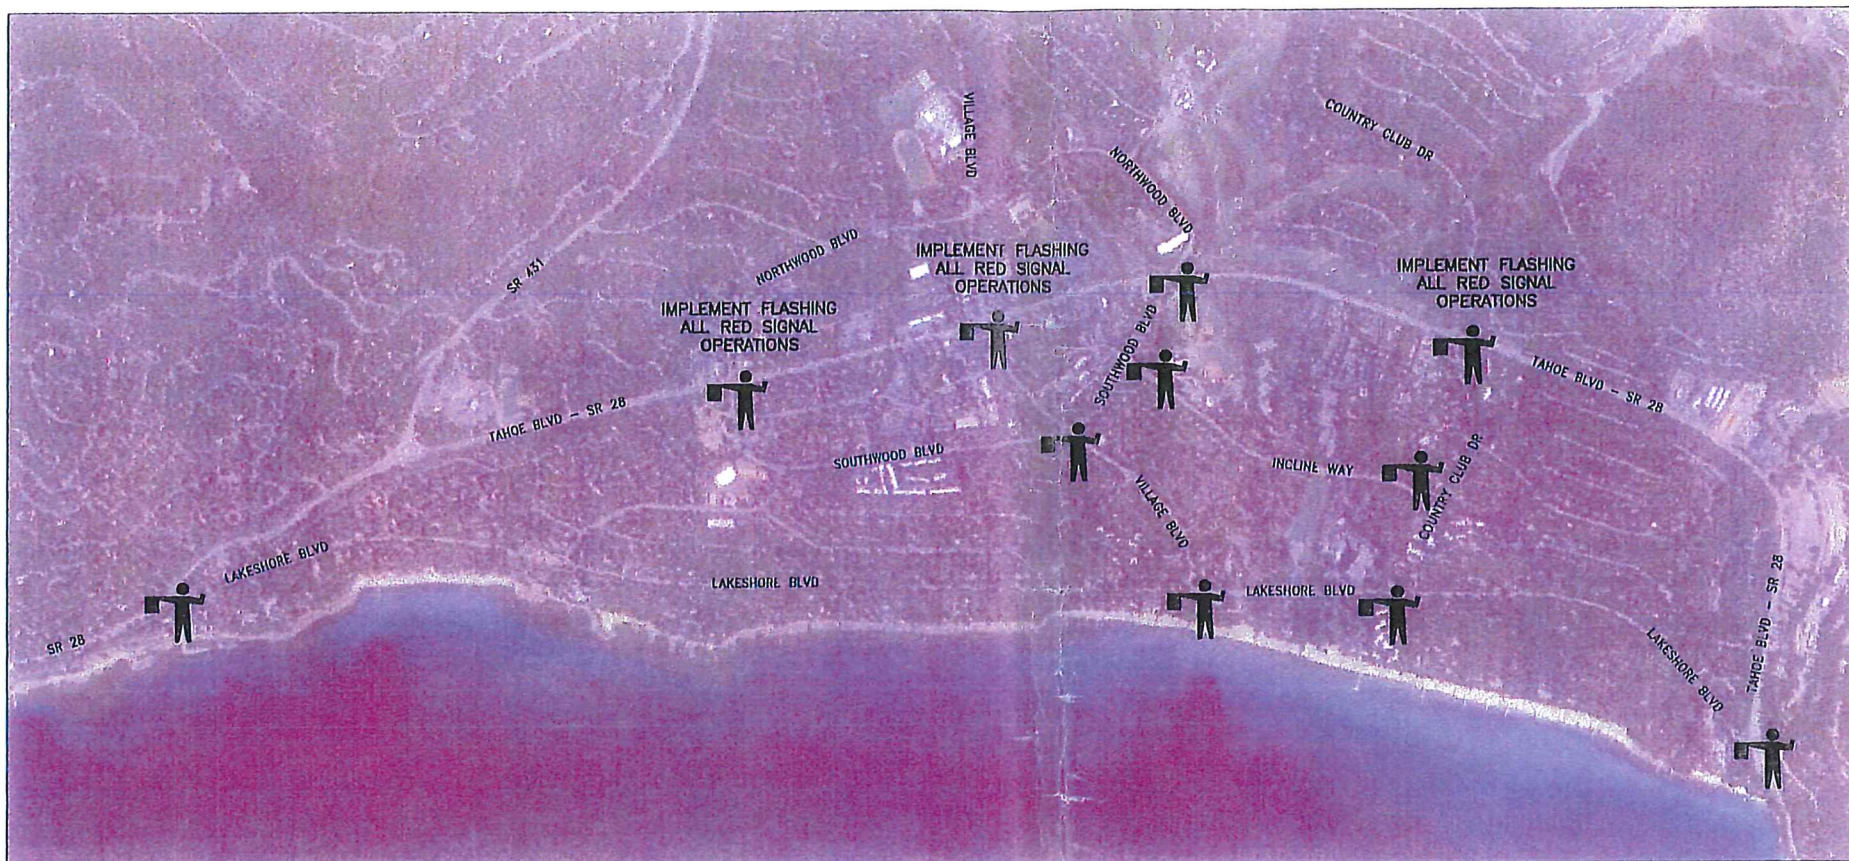 VILLAGE BLVD
COUNTRY CLUB DR
NORTHWOOD BLVD
NORTHWOOD BLVD
SR 431
IMPLEMENT FLASHING
ALL RED SIGNAL
OPERATIONS
IMPLEMENT FLASHING
ALL RED SIGNAL
OPERATIONS
IMPLEMENT FLASHING
ALL RED SIGNAL
OPERATIONS
SOUTHWOOD BLVD
TAHOE BLVD - SR 28
TAHOE BLVD - SR 28
SOUTHWOOD BLVD
INCLINE WAY
COUNTRY CLUB DR
VILLAGE BLVD
LAKESHORE BLVD
LAKESHORE BLVD
LAKESHORE BLVD
SR 28
LAKESHORE BLVD
TAHOE BLVD - SR 28